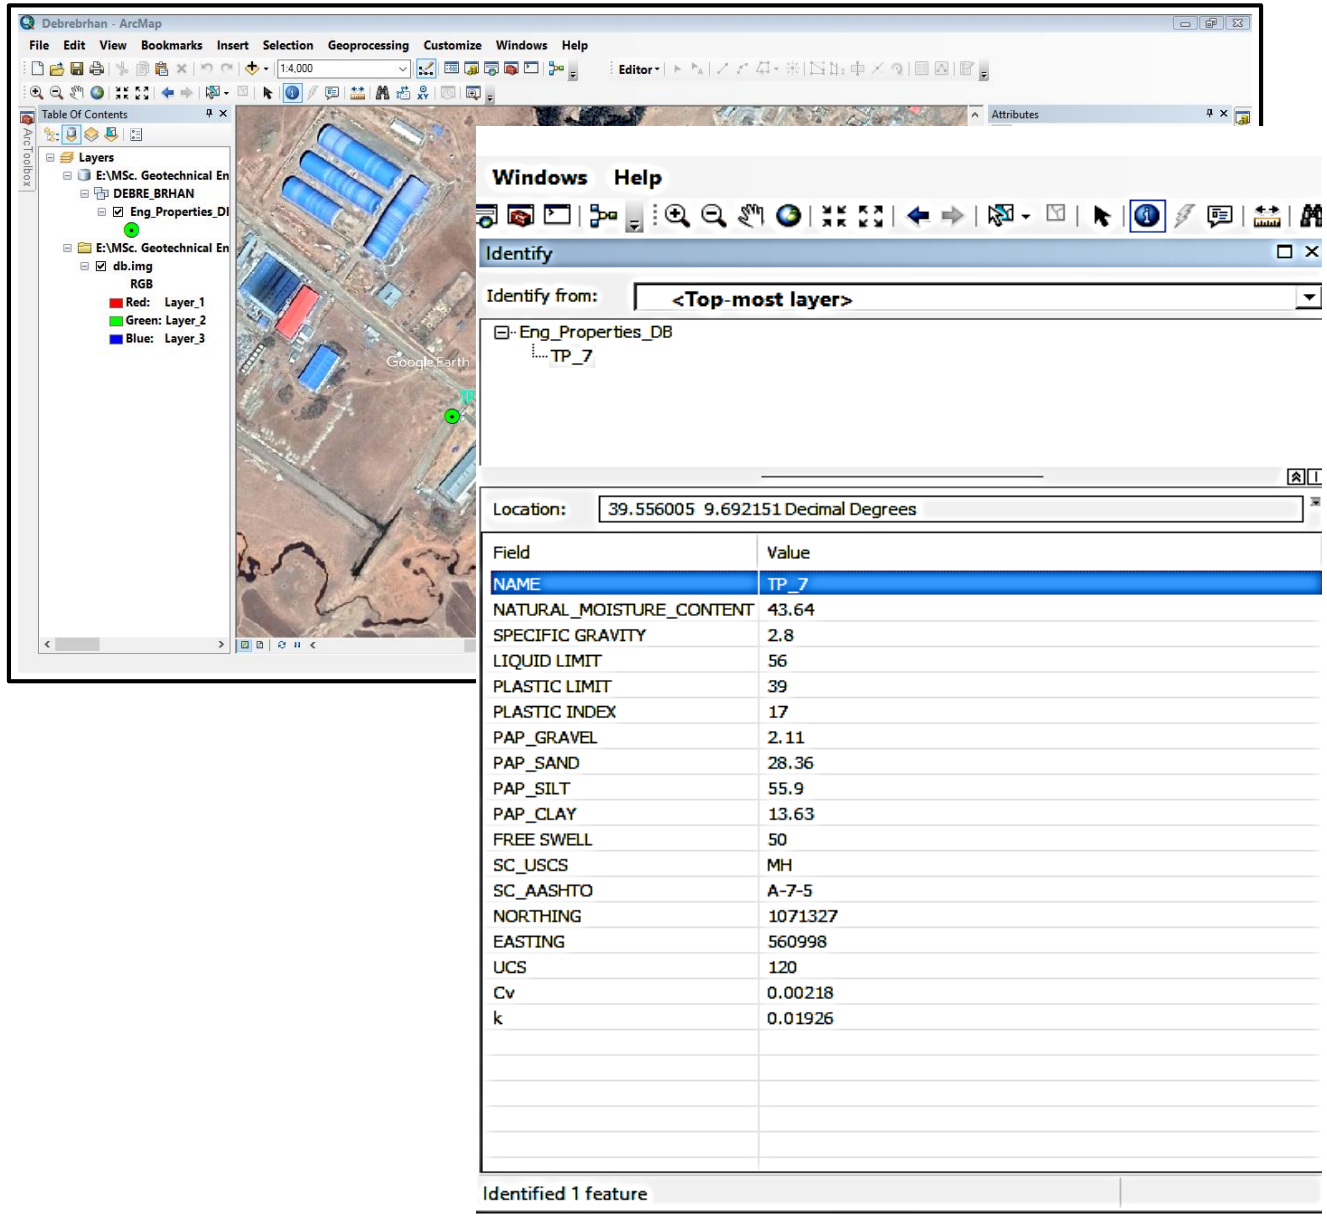 Debrebrhan - ArcMap
File Edit View Bookmarks Insert Selection Geoprocessing Customize Windows Help
1:4,000
Editor
Table Of Contents
Attributes
ArcToolbox
Layers
E:\MSc. Geotechnical En
DEBRE_BRHAN
Eng_Properties_DI
E:\MSc. Geotechnical En
db.img
RGB
Red: Layer_1
Green: Layer_2
Blue: Layer_3
Google Earth
TP
Windows Help
Identify
Identify from: <Top-most layer>
Eng_Properties_DB
TP_7
Location: 39.556005 9.692151 Decimal Degrees
Field Value
NAME TP_7
NATURAL_MOISTURE_CONTENT 43.64
SPECIFIC GRAVITY 2.8
LIQUID LIMIT 56
PLASTIC LIMIT 39
PLASTIC INDEX 17
PAP_GRAVEL 2.11
PAP_SAND 28.36
PAP_SILT 55.9
PAP_CLAY 13.63
FREE SWELL 50
SC_USCS MH
SC_AASHTO A-7-5
NORTHING 1071327
EASTING 560998
UCS 120
Cv 0.00218
k 0.01926
Identified 1 feature